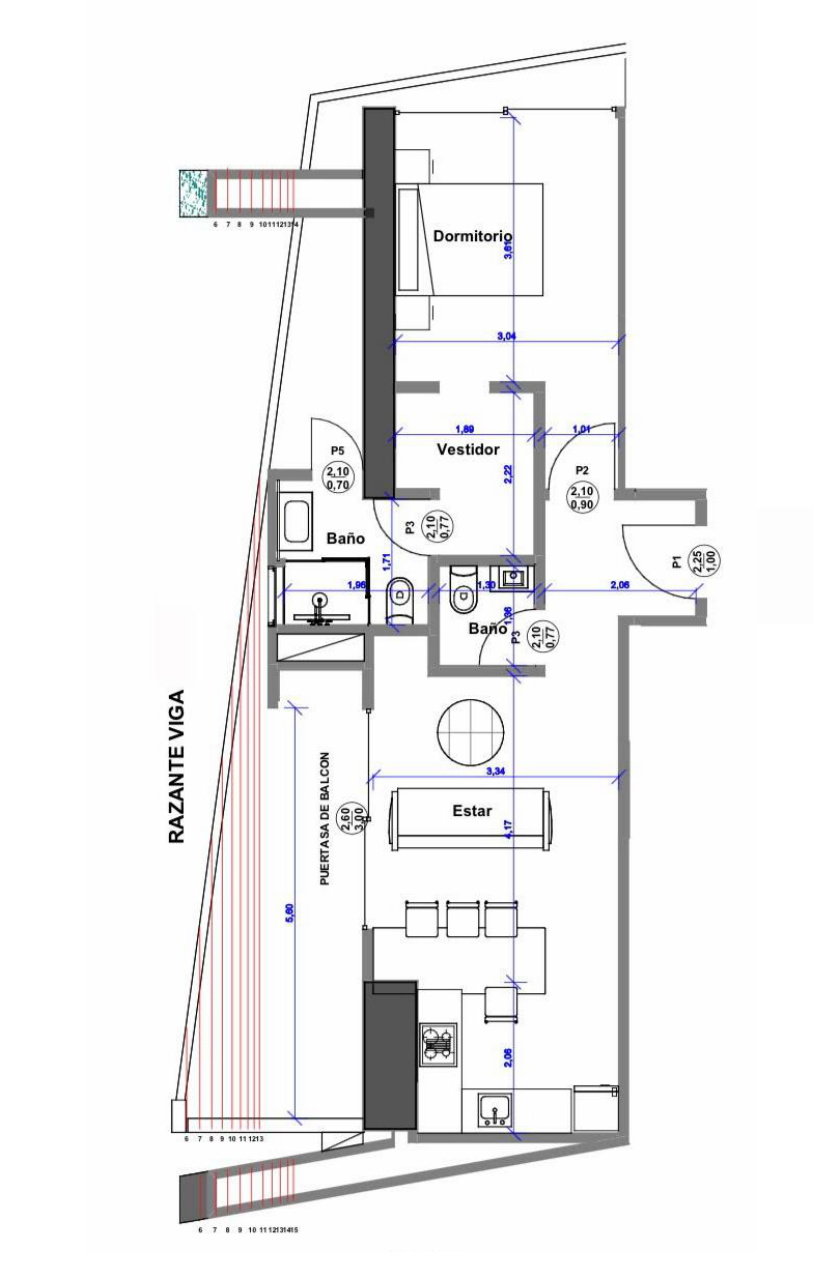 6 7 8 9 10 11 12 13 14
Dormitorio
3,61
3,04
1,89
1,01
Vestidor
2,22
P5
2,10
0,70
P2
2,10
0,90
P3
2,10
0,77
Baño
1,71
P1
2,25
1,00
1,96
1,30
2,06
1,36
Baño
P3
2,10
0,77
RAZANTE VIGA
PUERTASA DE BALCON
2,60
3,00
3,34
Estar
4,17
5,60
2,06
6 7 8 9 10 11 12 13
6 7 8 9 10 11 12 13 14 15